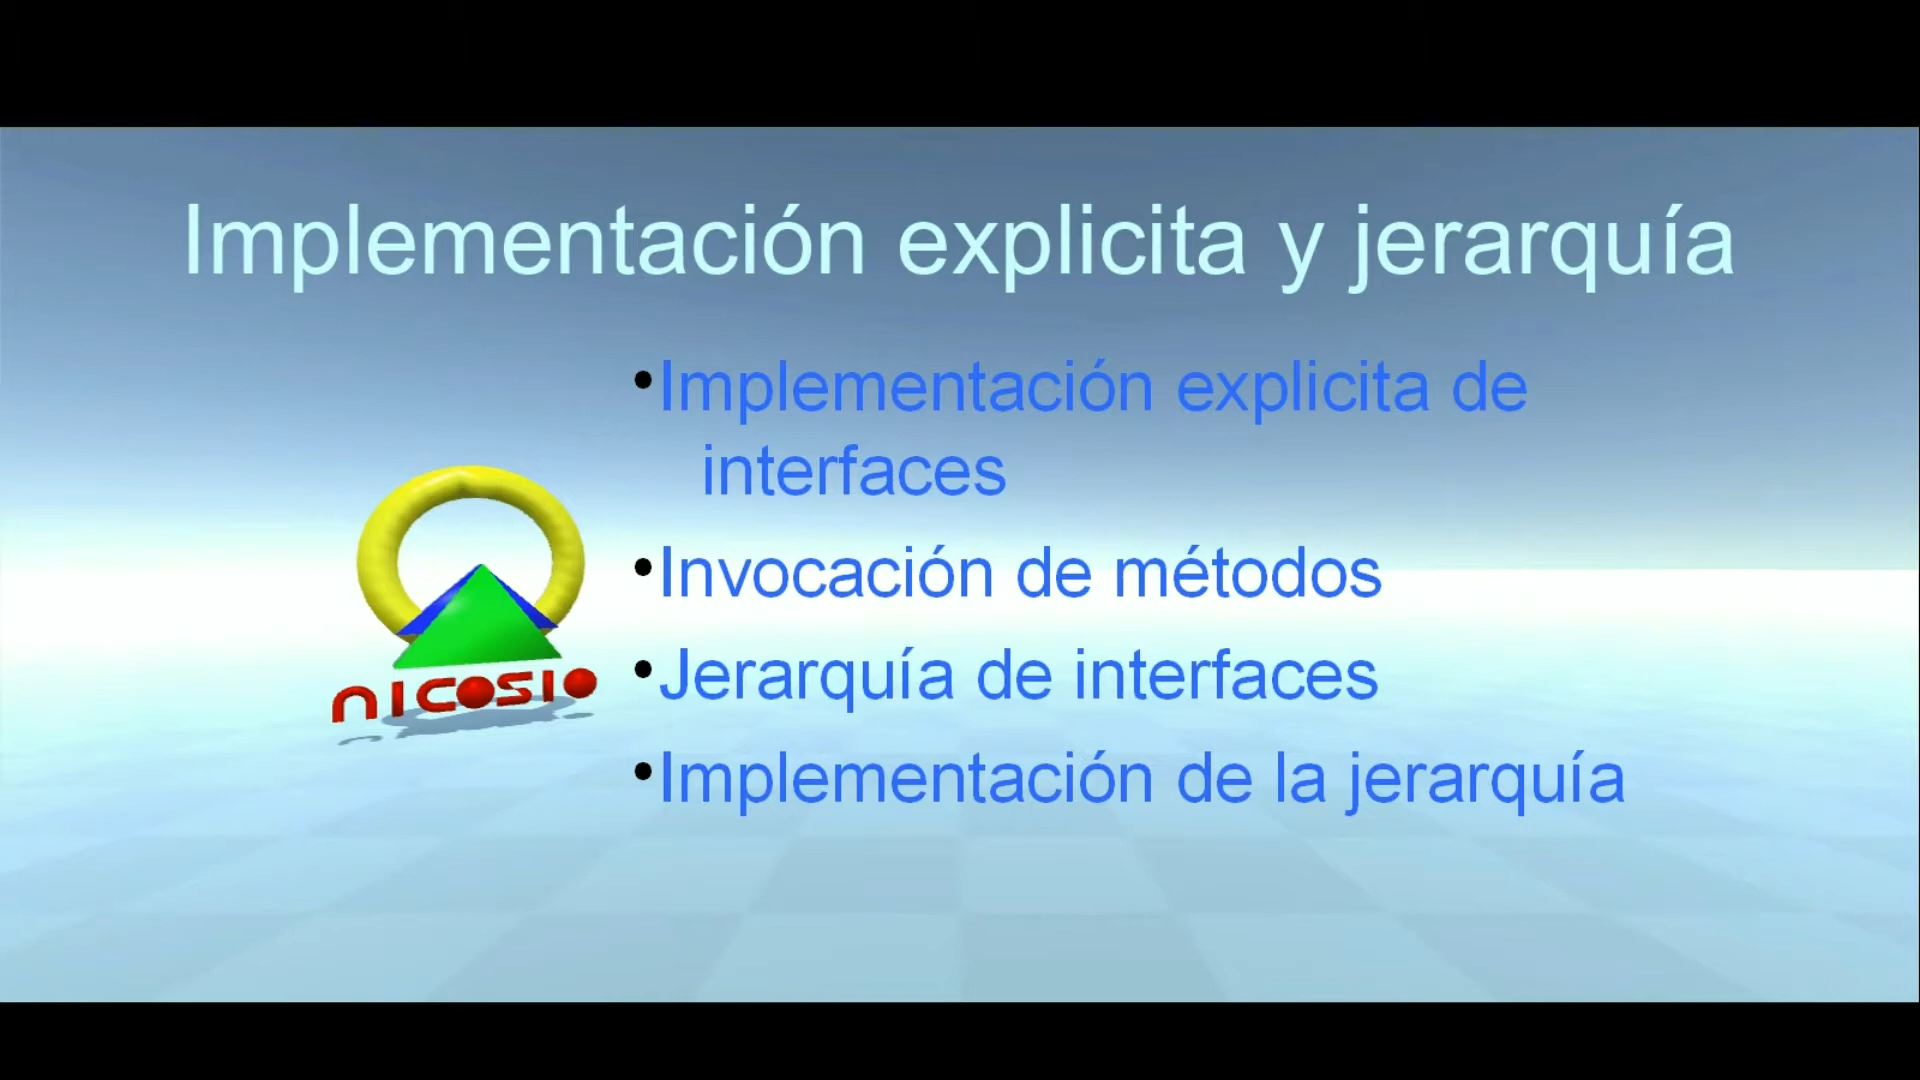 Implementación explicita y jerarquía
•Implementación explicita de
interfaces
•Invocación de métodos
•Jerarquía de interfaces
•Implementación de la jerarquía
nicosio